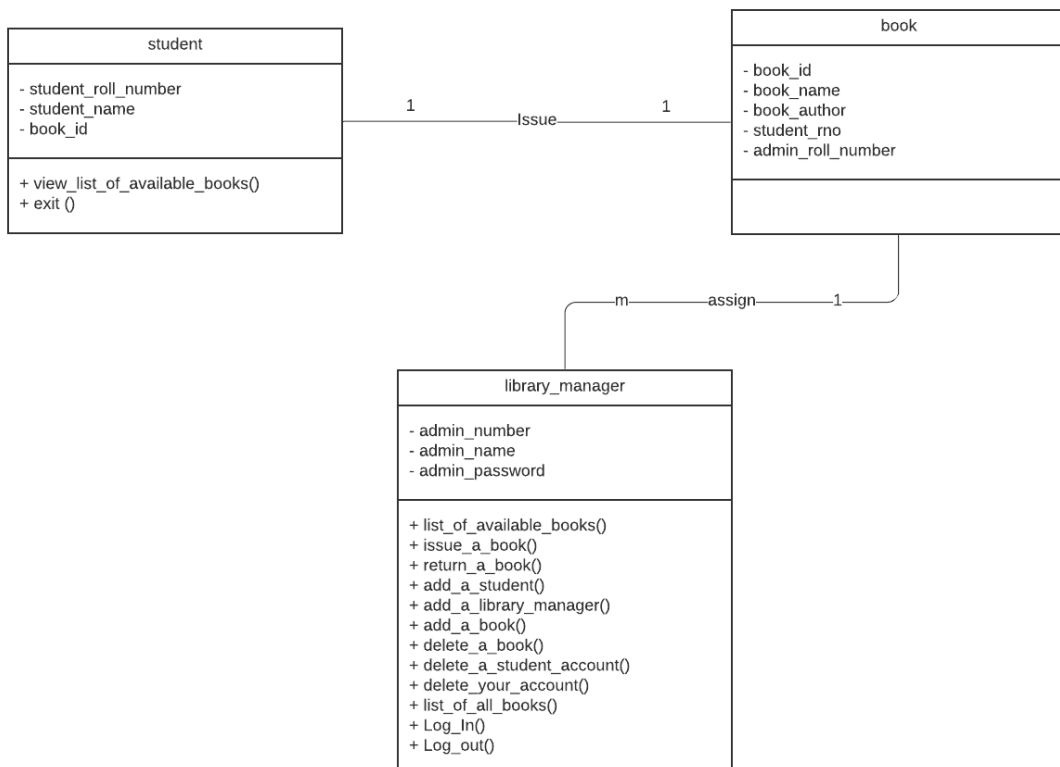 student
- student_roll_number
- student_name
- book_id
+ view_list_of_available_books()
+ exit ()
1
Issue
1
book
- book_id
- book_name
- book_author
- student_rno
- admin_roll_number
m
assign
1
library_manager
- admin_number
- admin_name
- admin_password
+ list_of_available_books()
+ issue_a_book()
+ return_a_book()
+ add_a_student()
+ add_a_library_manager()
+ add_a_book()
+ delete_a_book()
+ delete_a_student_account()
+ delete_your_account()
+ list_of_all_books()
+ Log_In()
+ Log_out()